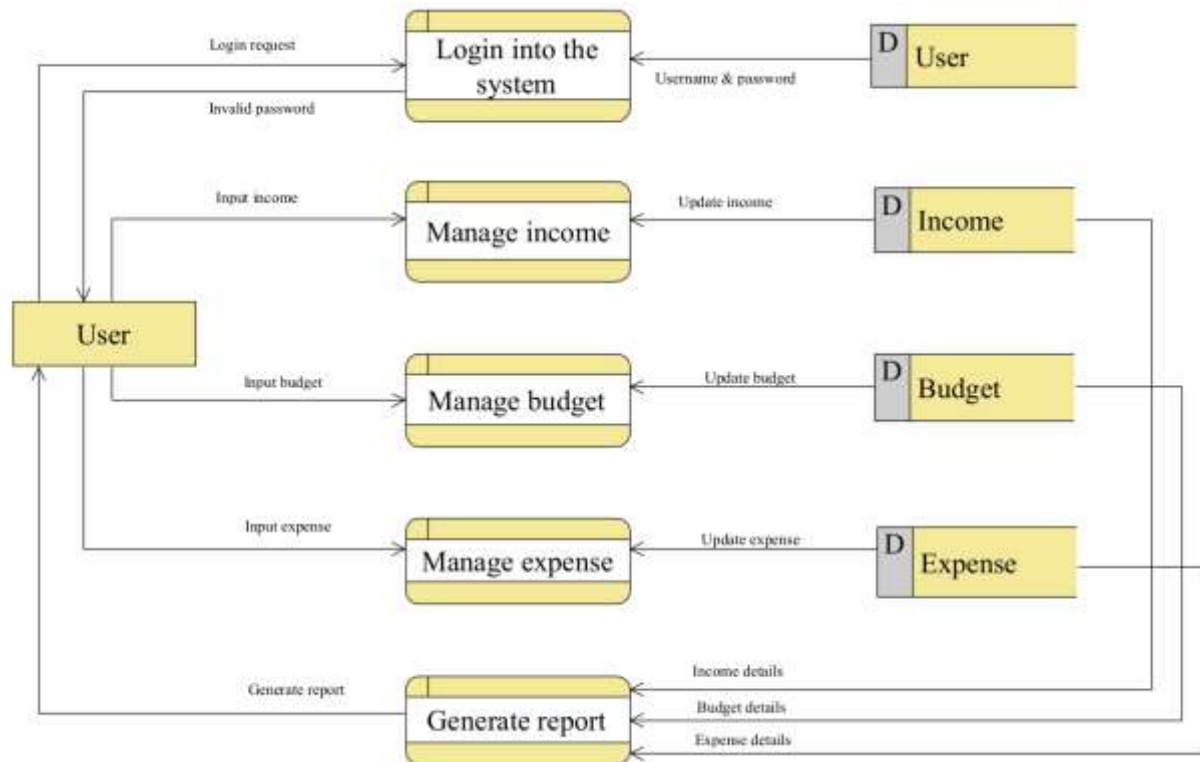 Login request
Login into the
system
D
User
Username & password
Invalid password
Input income
Manage income
Update income
D
Income
User
Input budget
Manage budget
Update budget
D
Budget
Input expense
Manage expense
Update expense
D
Expense
Generate report
Generate report
Income details
Budget details
Expense details